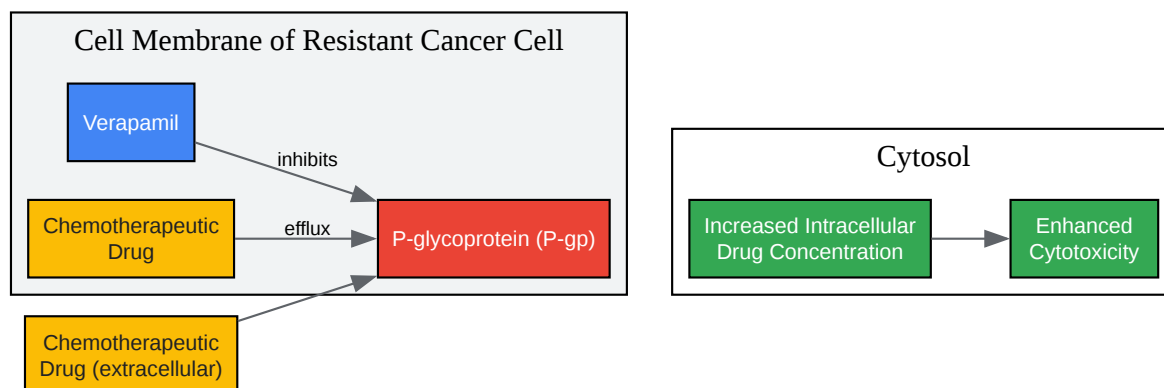 Cell Membrane of Resistant Cancer Cell
Verapamil
inhibits
Chemotherapeutic
Drug
efflux
P-glycoprotein (P-gp)
Chemotherapeutic
Drug (extracellular)
Cytosol
Increased Intracellular
Drug Concentration
Enhanced
Cytotoxicity